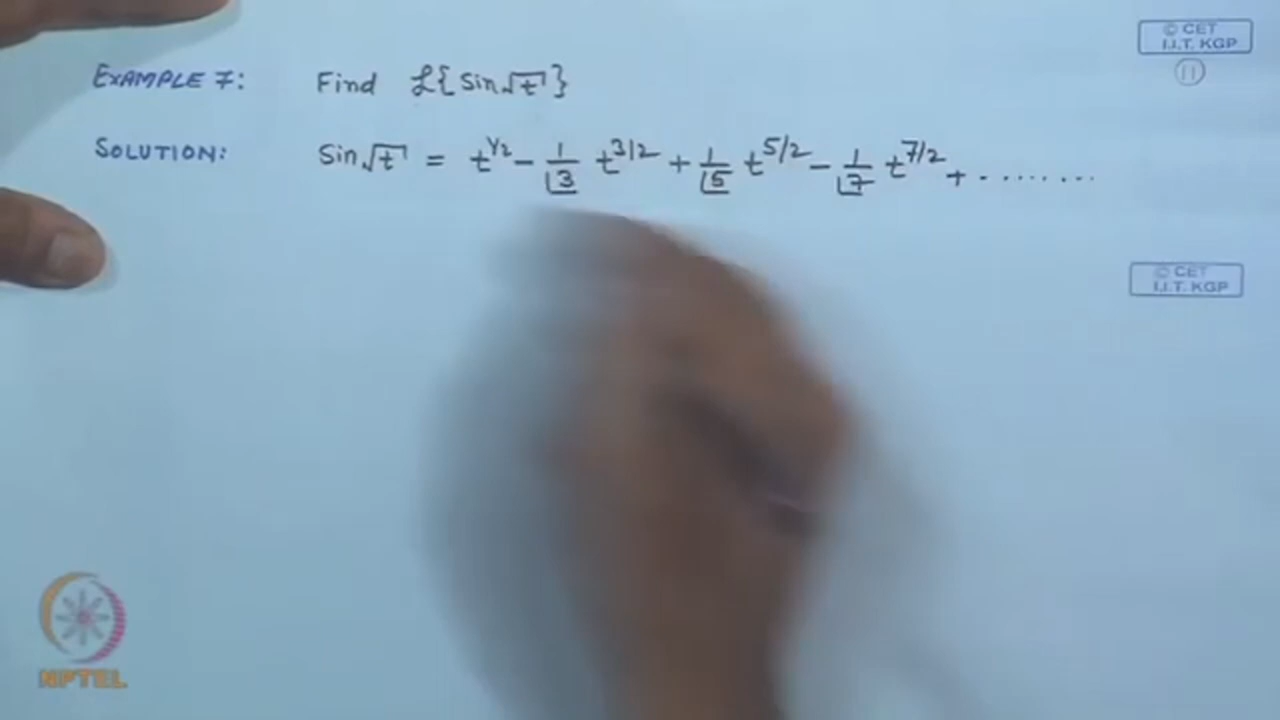 © CET
I.I.T. KGP
11
EXAMPLE 7: Find ℒ{Sin√t}
SOLUTION: Sin√t = t^1/2 − 1/⌊3 t^3/2 + 1/⌊5 t^5/2 − 1/⌊7 t^7/2 + ........
© CET
I.I.T. KGP
NPTEL